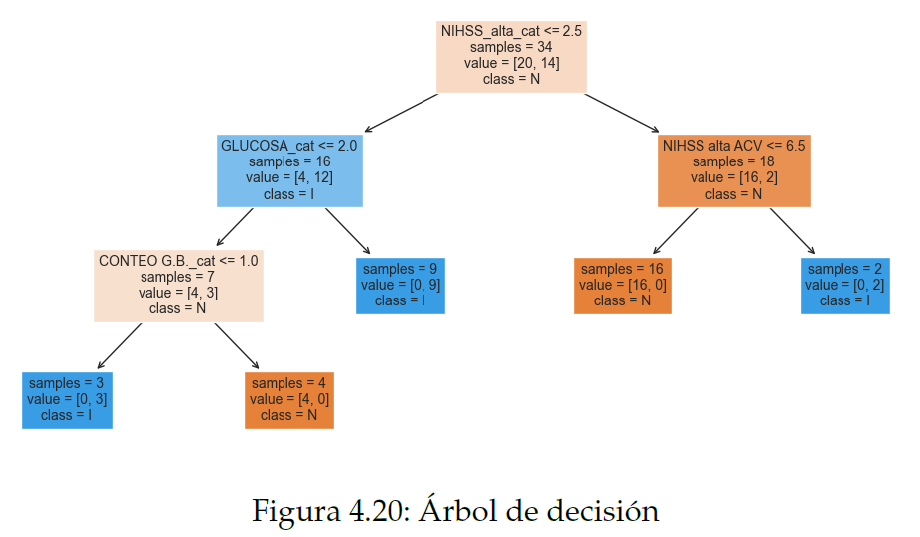 NIHSS_alta_cat <= 2.5
samples = 34
value = [20, 14]
class = N
GLUCOSA_cat <= 2.0
samples = 16
value = [4, 12]
class = I
NIHSS alta ACV <= 6.5
samples = 18
value = [16, 2]
class = N
CONTEO G.B._cat <= 1.0
samples = 7
value = [4, 3]
class = N
samples = 9
value = [0, 9]
class = I
samples = 16
value = [16, 0]
class = N
samples = 2
value = [0, 2]
class = I
samples = 3
value = [0, 3]
class = I
samples = 4
value = [4, 0]
class = N
Figura 4.20: Árbol de decisión